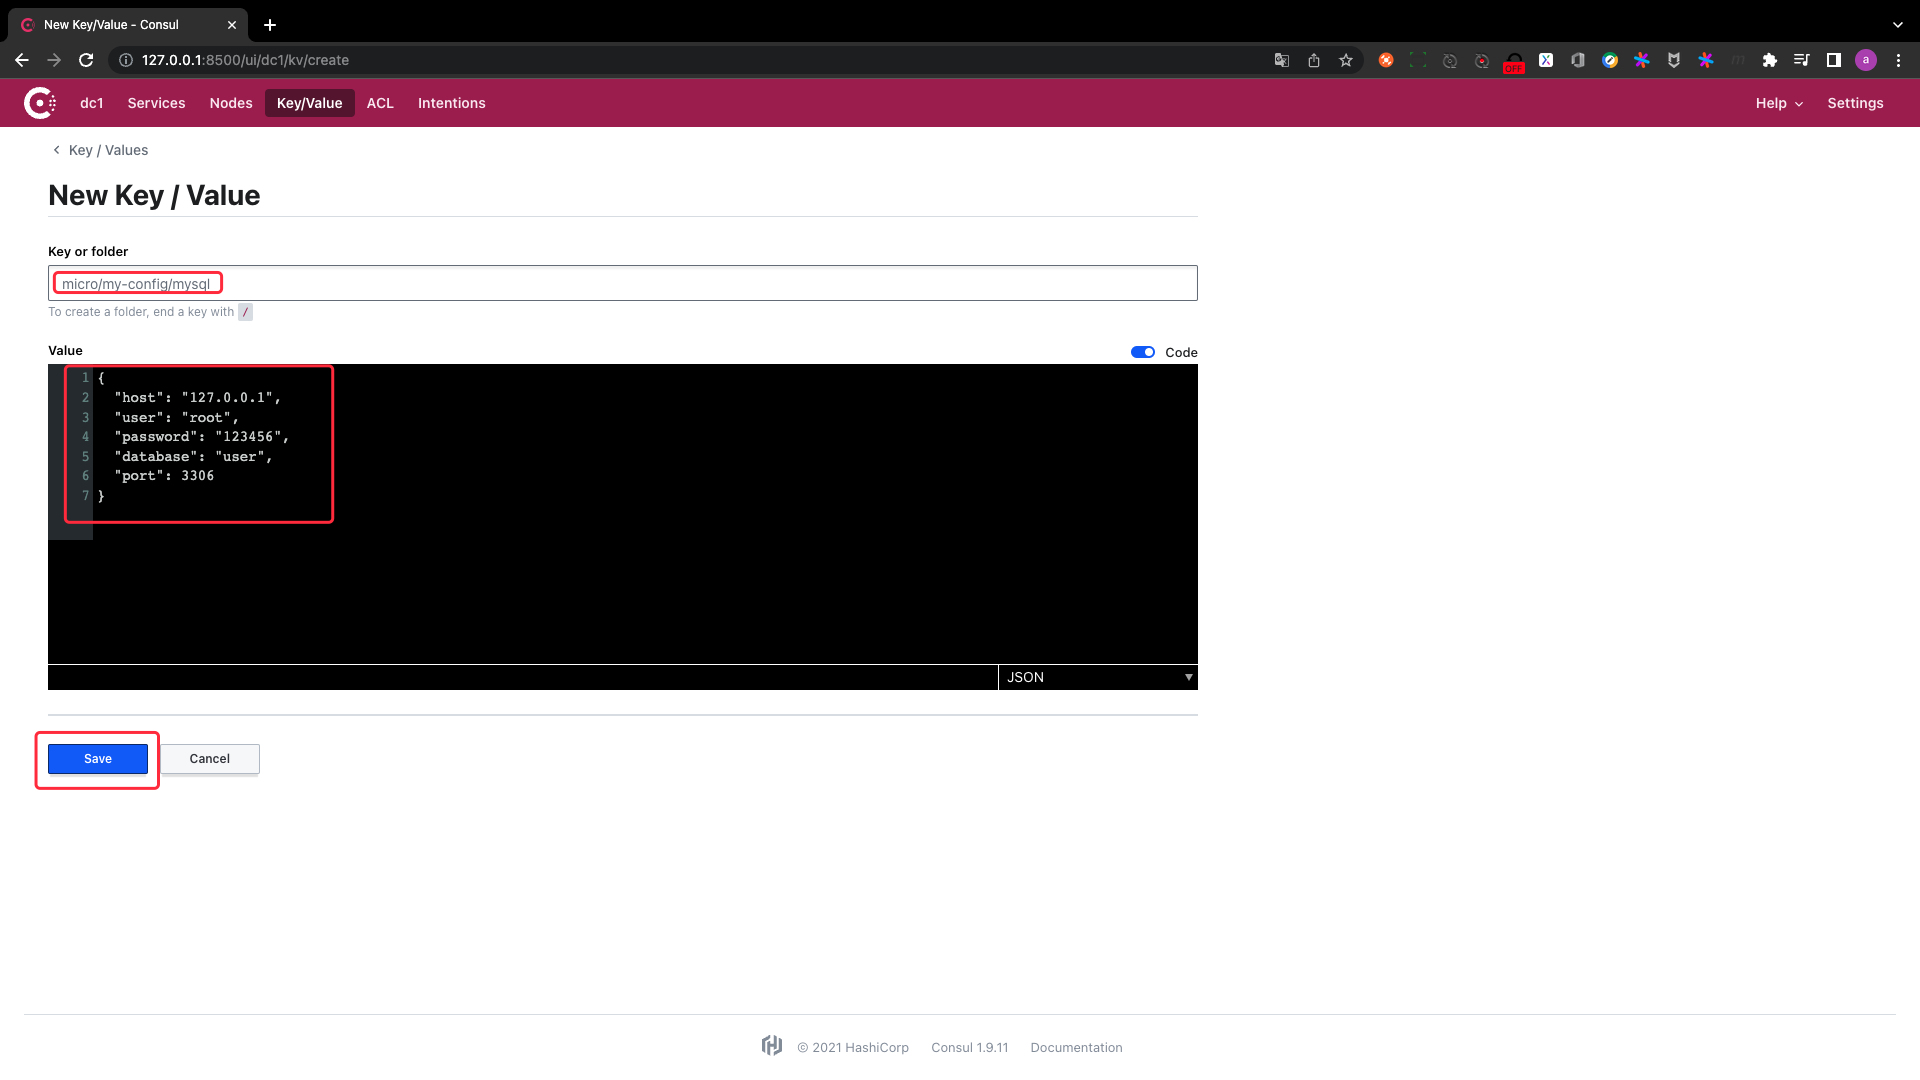 New Key/Value - Consul
127.0.0.1:8500/ui/dc1/kv/create
OFF
a
dc1 Services Nodes Key/Value ACL Intentions Help Settings
Key / Values
New Key / Value
Key or folder
micro/my-config/mysql
To create a folder, end a key with /
Value Code
1 {
2 "host": "127.0.0.1",
3 "user": "root",
4 "password": "123456",
5 "database": "user",
6 "port": 3306
7 }
JSON
Save Cancel
© 2021 HashiCorp Consul 1.9.11 Documentation